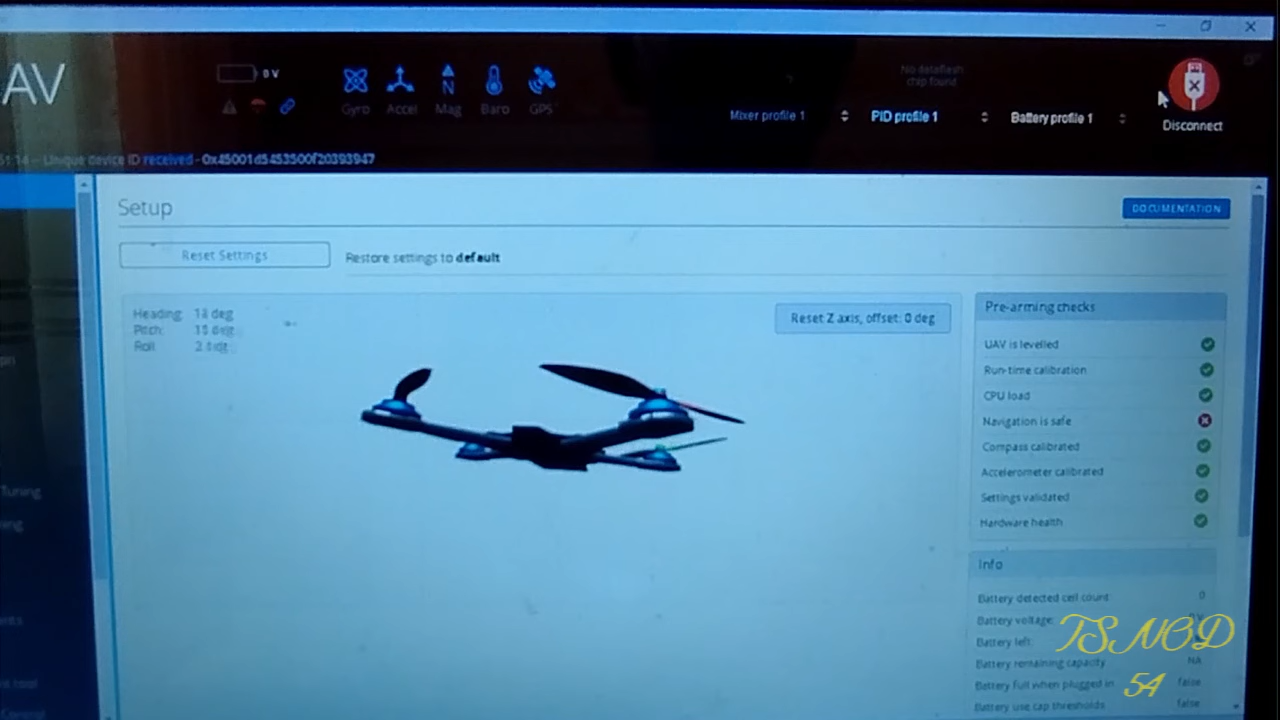 AV
0 V
Gyro Accel Mag Baro GPS
No dataflash
chip found
Mixer profile 1
PID profile 1
Battery profile 1
Disconnect
Unique device ID received - 0x45001d5453500f20393947
Setup
DOCUMENTATION
Reset Settings
Restore settings to default
Heading:
Pitch:
Roll:
Reset Z axis, offset: 0 deg
Pre-arming checks
UAV is levelled
Run-time calibration
CPU load
Navigation is safe
Compass calibrated
Accelerometer calibrated
Settings validated
Hardware health
Info
Battery detected cell count 0
Battery voltage:
Battery left:
Battery remaining capacity NA
Battery full when plugged in false
Battery use cap thresholds false
Tuning
TSNOD
54